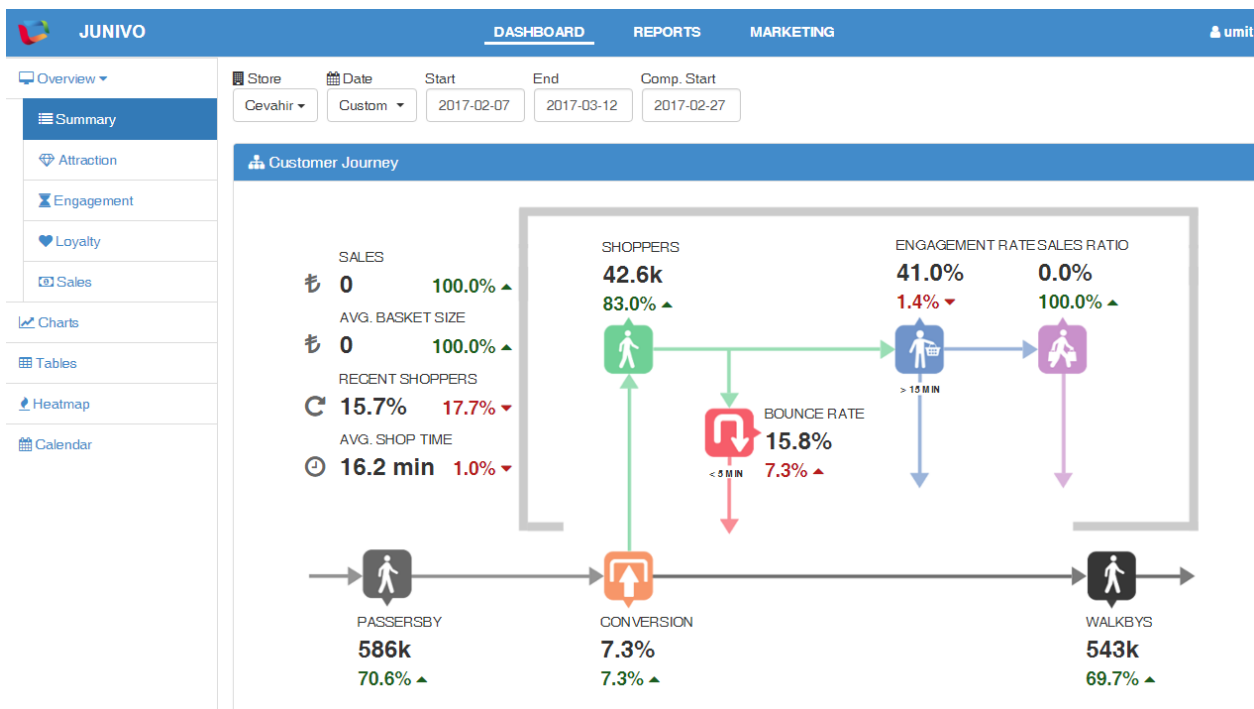 JUNIVO
DASHBOARD REPORTS MARKETING
umit
Overview
Summary
Attraction
Engagement
Loyalty
Sales
Charts
Tables
Heatmap
Calendar
Store Date Start End Comp. Start
Cevahir Custom 2017-02-07 2017-03-12 2017-02-27
Customer Journey
SALES
₺ 0 100.0%
AVG. BASKET SIZE
₺ 0 100.0%
RECENT SHOPPERS
15.7% 17.7%
AVG. SHOP TIME
16.2 min 1.0%
SHOPPERS
42.6k
83.0%
ENGAGEMENT RATE
41.0%
1.4%
> 15 MIN
SALES RATIO
0.0%
100.0%
BOUNCE RATE
15.8%
7.3%
< 5 MIN
PASSERSBY
586k
70.6%
CONVERSION
7.3%
7.3%
WALKBYS
543k
69.7%